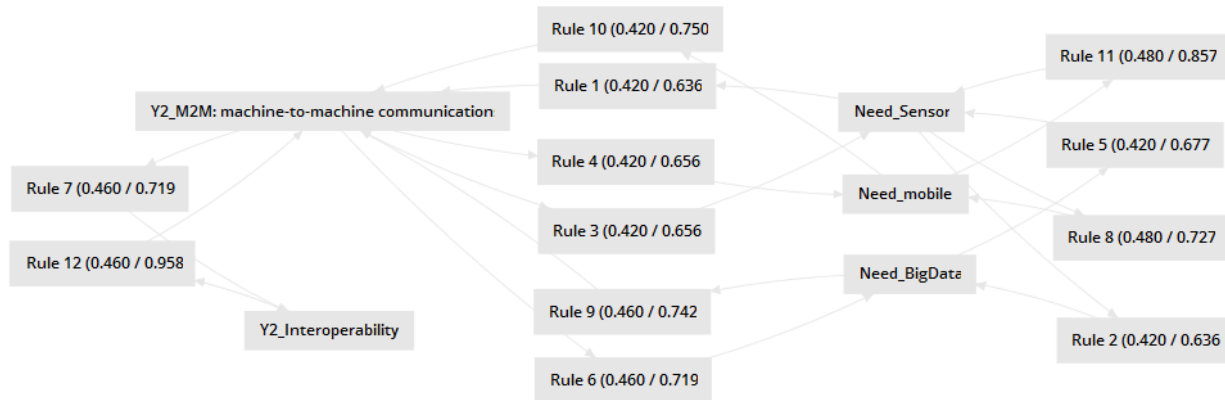 Rule 10 (0.420 / 0.750
Rule 11 (0.480 / 0.857
Rule 1 (0.420 / 0.636
Y2_M2M: machine-to-machine communication
Need_Sensor
Rule 5 (0.420 / 0.677
Rule 4 (0.420 / 0.656
Rule 7 (0.460 / 0.719
Need_mobile
Rule 3 (0.420 / 0.656
Rule 8 (0.480 / 0.727
Rule 12 (0.460 / 0.958
Need_BigData
Rule 9 (0.460 / 0.742
Y2_Interoperability
Rule 2 (0.420 / 0.636
Rule 6 (0.460 / 0.719